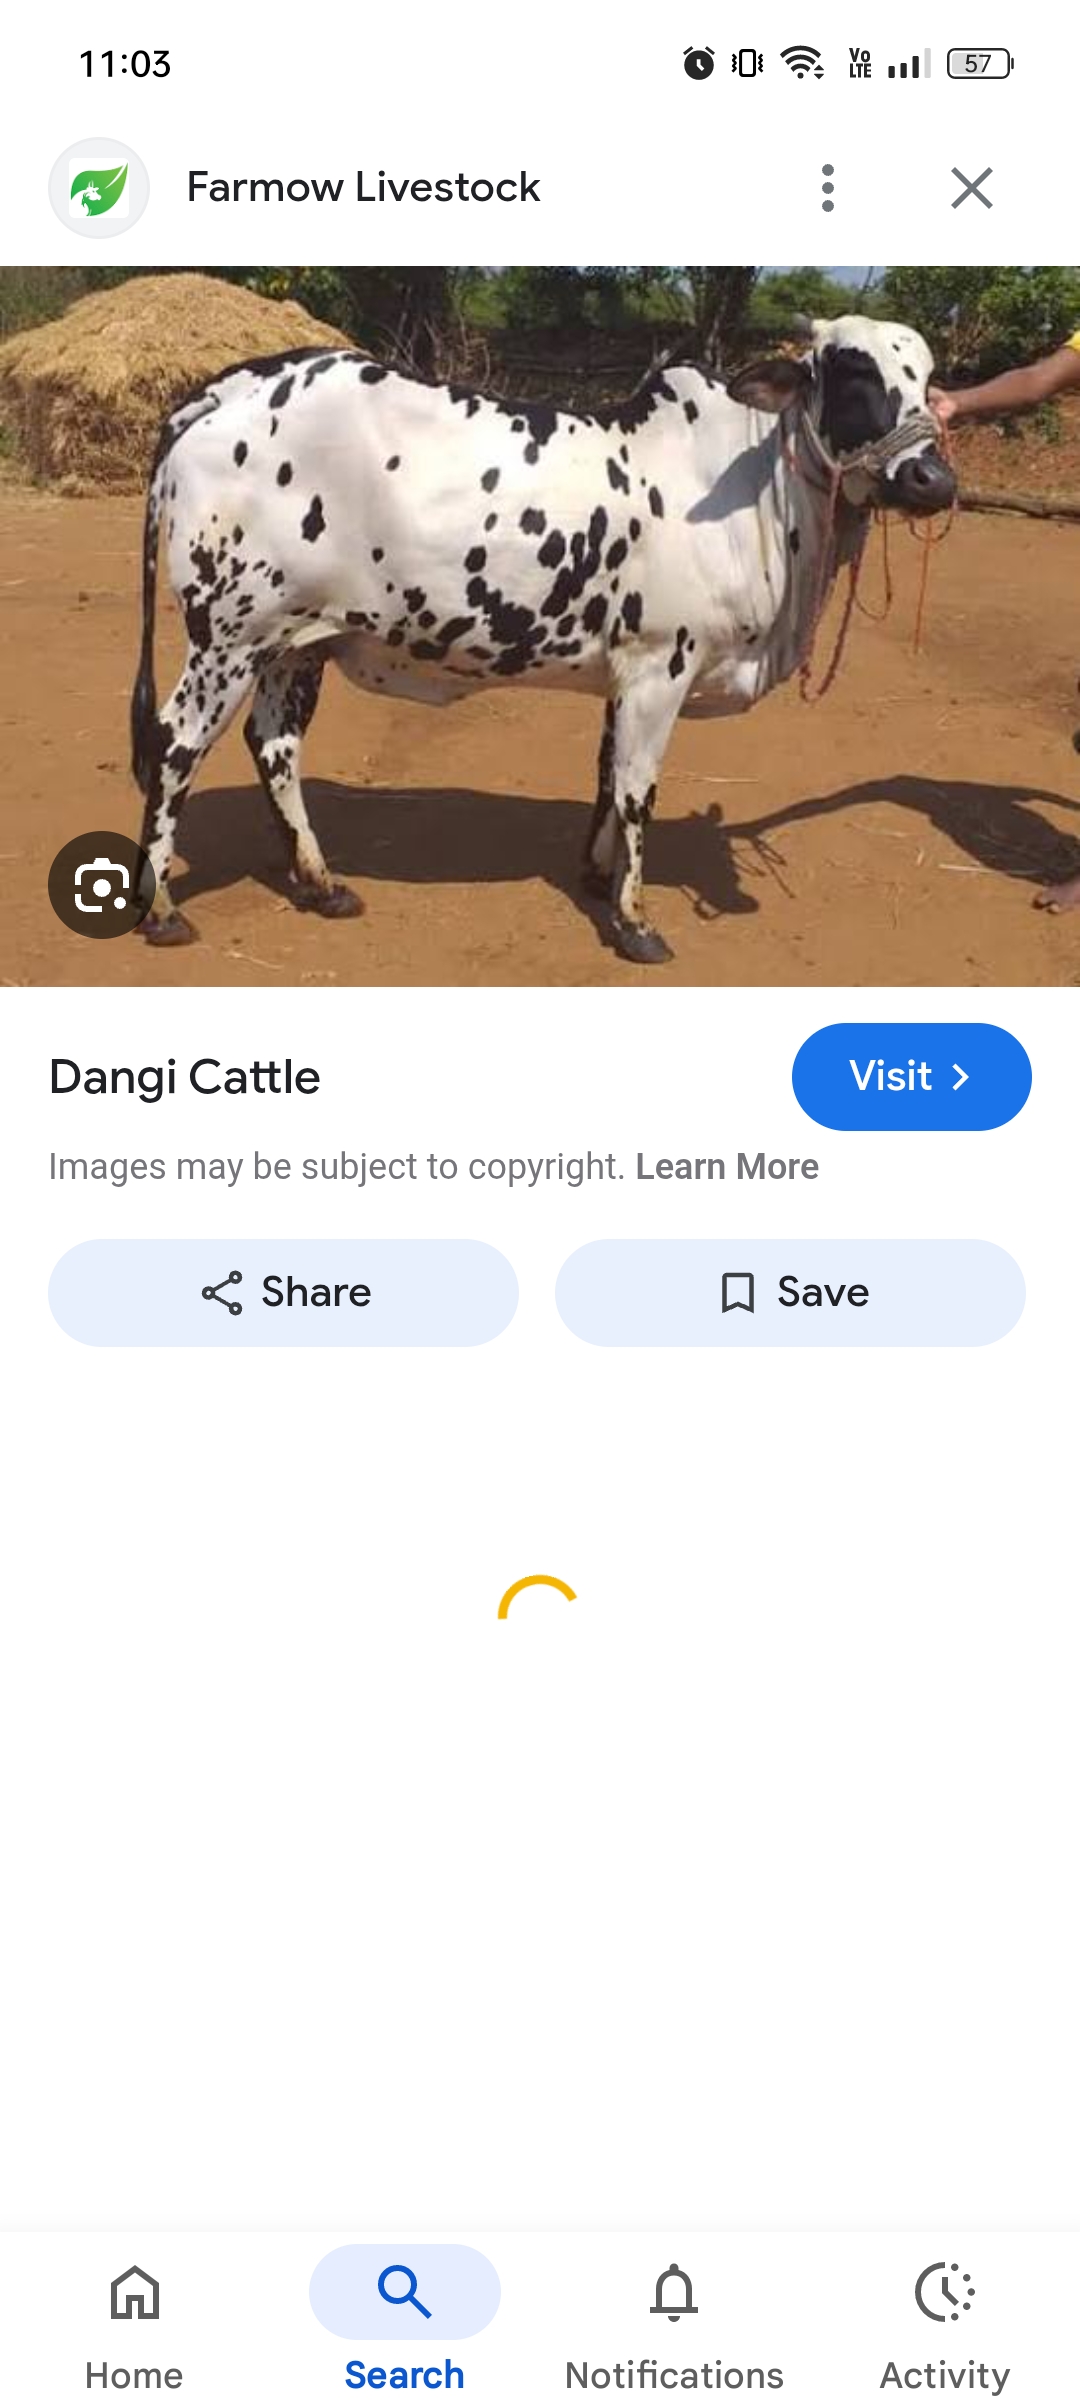 11:03
Vo
LTE
57
Farmow Livestock
Dangi Cattle
Visit
Images may be subject to copyright. Learn More
Share
Save
Home
Search
Notifications
Activity